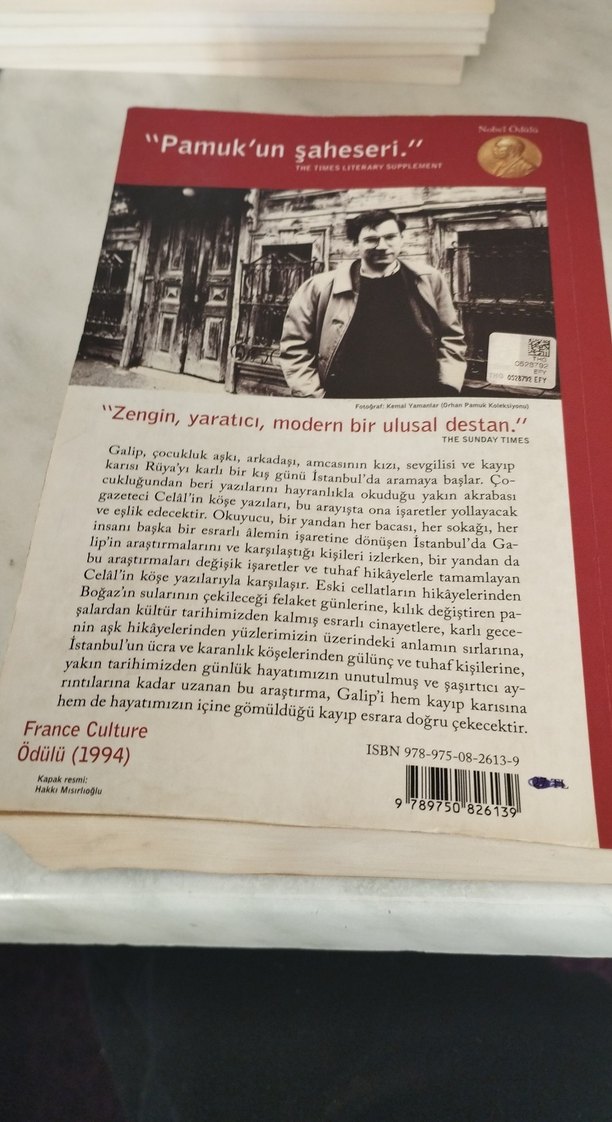 Nobel Ödülü
"Pamuk'un şaheseri."
THE TIMES LITERARY SUPPLEMENT
THG
0528792
EFY
THG 0528792 EFY
Fotoğraf: Kemal Yamanlar (Orhan Pamuk Koleksiyonu)
"Zengin, yaratıcı, modern bir ulusal destan."
THE SUNDAY TIMES
Galip, çocukluk aşkı, arkadaşı, amcasının kızı, sevgilisi ve kayıp
karısı Rüya'yı karlı bir kış günü İstanbul'da aramaya başlar. Ço-
cukluğundan beri yazılarını hayranlıkla okuduğu yakın akrabası
gazeteci Celâl'in köşe yazıları, bu arayışta ona işaretler yollayacak
ve eşlik edecektir. Okuyucu, bir yandan her bacası, her sokağı, her
insanı başka bir esrarlı âlemin işaretine dönüşen İstanbul'da Ga-
lip'in araştırmalarını ve karşılaştığı kişileri izlerken, bir yandan da
bu araştırmaları değişik işaretler ve tuhaf hikâyelerle tamamlayan
Celâl'in köşe yazılarıyla karşılaşır. Eski cellatların hikâyelerinden
Boğaz'ın sularının çekileceği felaket günlerine, kılık değiştiren pa-
şalardan kültür tarihimizden kalmış esrarlı cinayetlere, karlı gece-
nin aşk hikâyelerinden yüzlerimizin üzerindeki anlamın sırlarına,
İstanbul'un ücra ve karanlık köşelerinden gülünç ve tuhaf kişilerine,
yakın tarihimizden günlük hayatımızın unutulmuş ve şaşırtıcı ay-
rıntılarına kadar uzanan bu araştırma, Galip'i hem kayıp karısına
hem de hayatımızın içine gömüldüğü kayıp esrara doğru çekecektir.
France Culture
Ödülü (1994)
Kapak resmi:
Hakkı Mısırlıoğlu
ISBN 978-975-08-2613-9
9 789750 826139